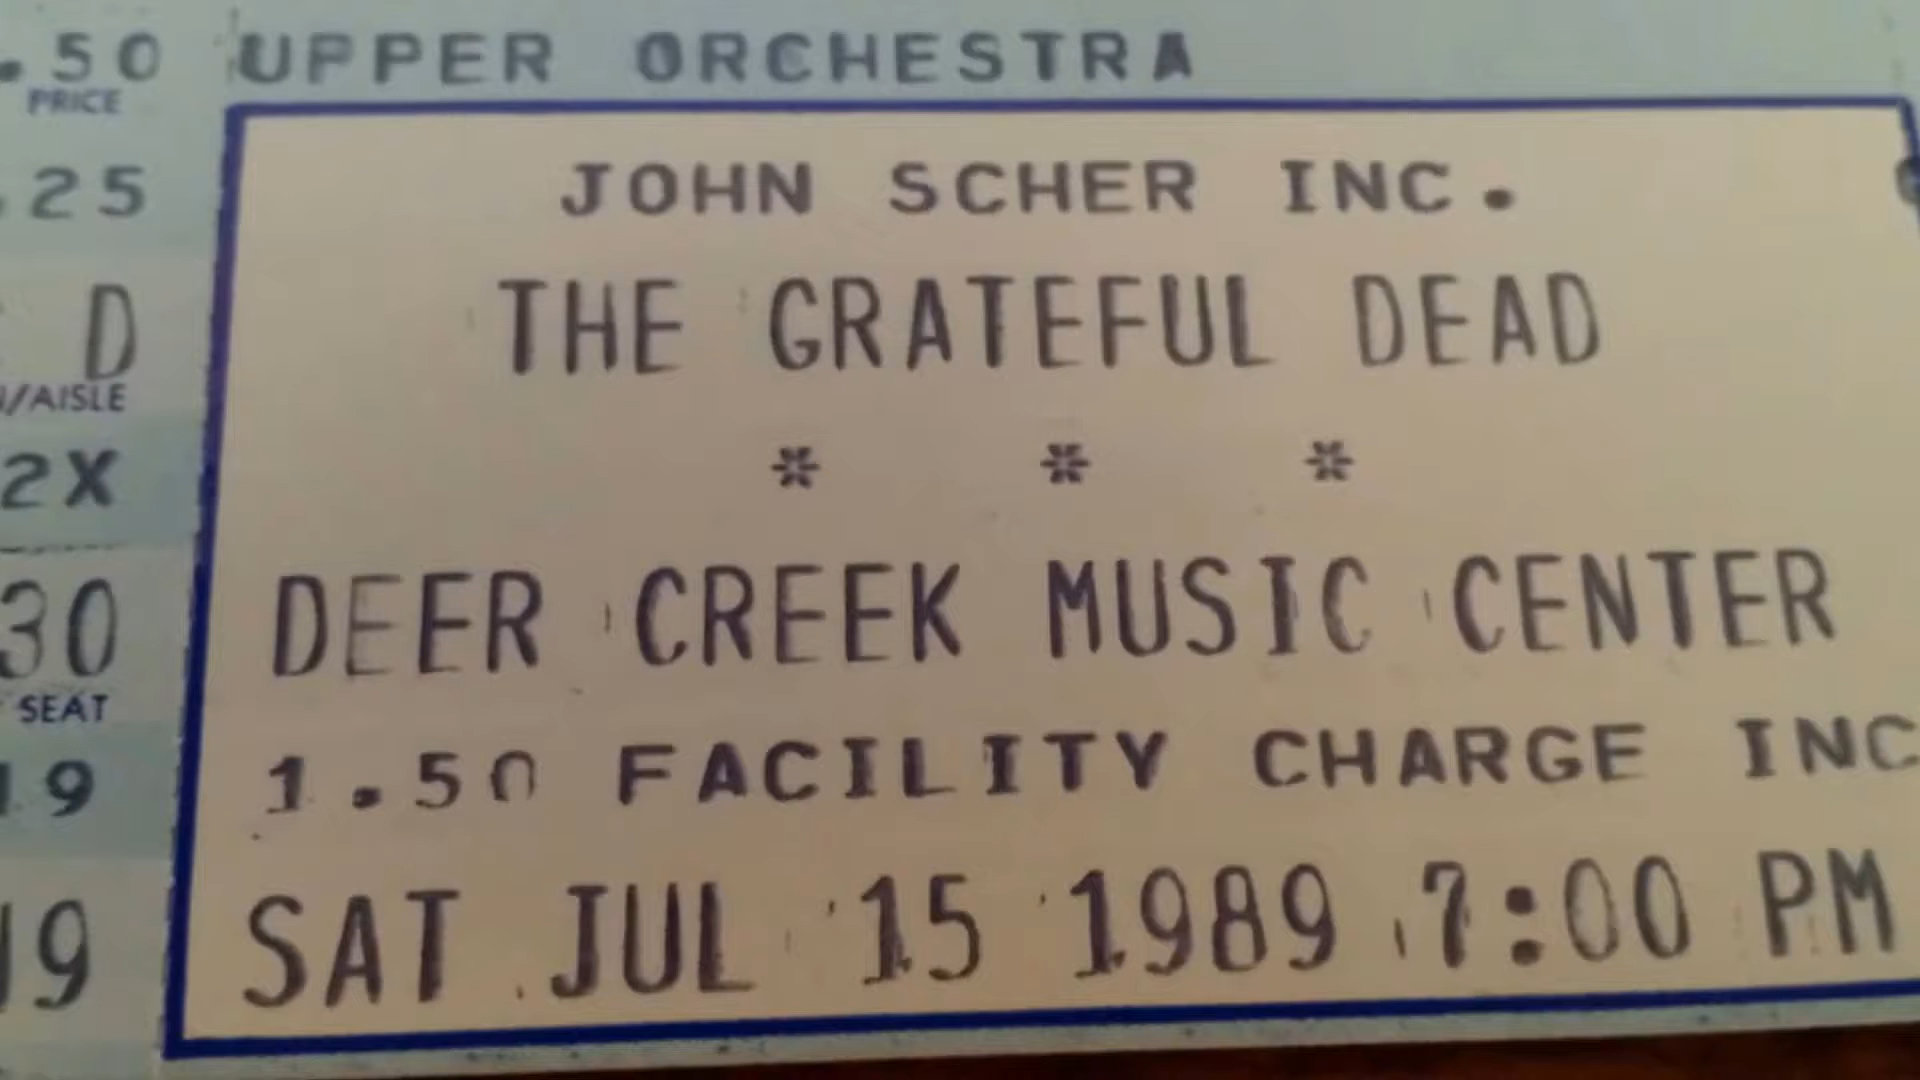 .50 UPPER ORCHESTRA
PRICE
.25
JOHN SCHER INC.
D
THE GRATEFUL DEAD
/AISLE
* * *
2X
DEER CREEK MUSIC CENTER
30
SEAT
1.50 FACILITY CHARGE INC
19
SAT JUL 15 1989 7:00 PM
19